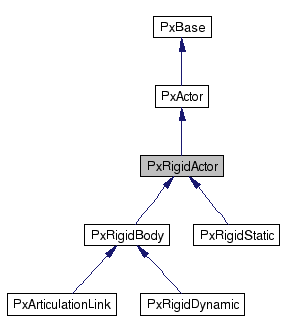 PxBase
PxActor
PxRigidActor
PxRigidBody
PxRigidStatic
PxArticulationLink
PxRigidDynamic